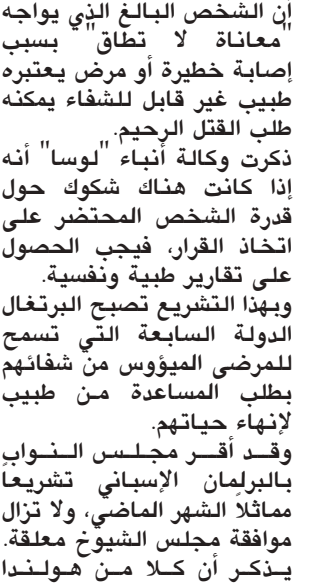 أن الشخص البالغ الذي يواجه
"معاناة لا تطاق" بسبب
إصابة خطيرة أو مرض يعتبره
طبيب غير قابل للشفاء يمكنه
طلب القتل الرحيم.
ذكرت وكالة أنباء "لوسا" أنه
إذا كانت هناك شكوك حول
قدرة الشخص المحتضر على
اتخاذ القرار، فيجب الحصول
على تقارير طبية ونفسية.
وبهذا التشريع تصبح البرتغال
الدولة السابعة التي تسمح
للمرضى الميؤوس من شفائهم
بطلب المساعدة من طبيب
لإنهاء حياتهم.
وقد أقر مجلس النواب
بالبرلمان الإسباني تشريعاً
مماثلاً الشهر الماضي، ولا تزال
موافقة مجلس الشيوخ معلقة.
يذكر أن كلا من هولندا